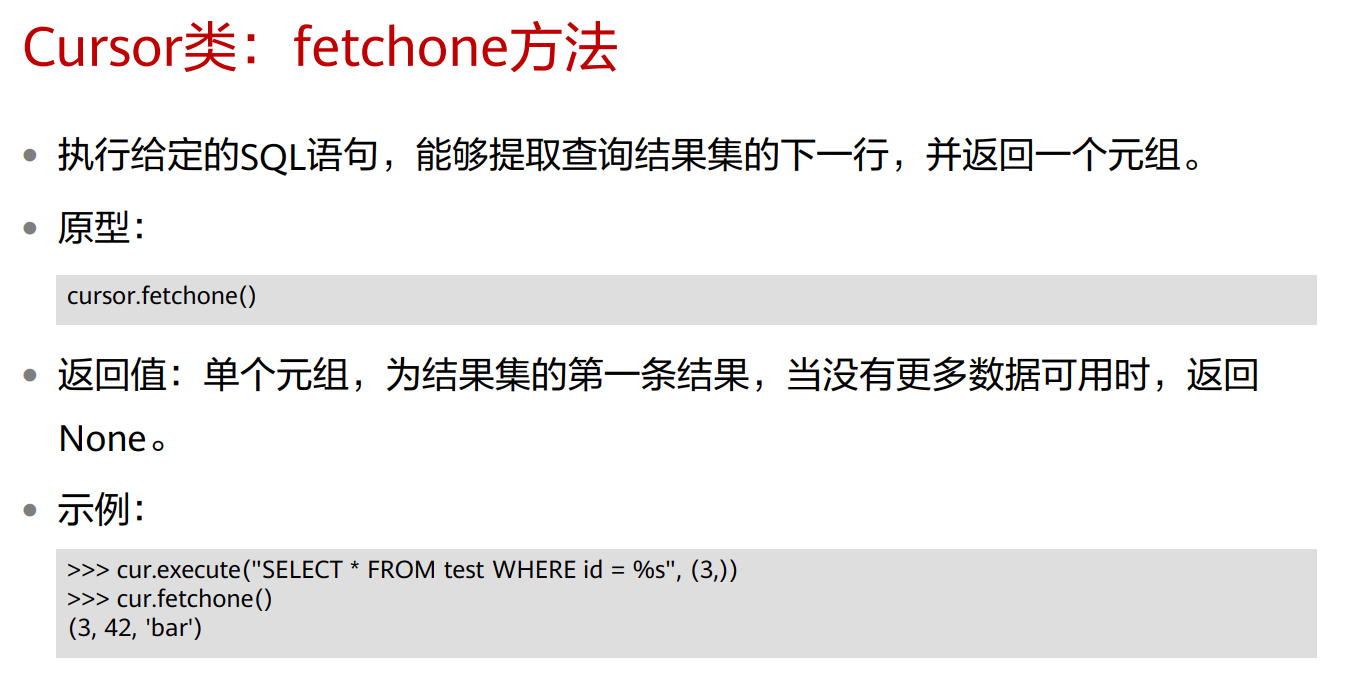 Cursor类：fetchone方法
• 执行给定的SQL语句，能够提取查询结果集的下一行，并返回一个元组。
• 原型：
cursor.fetchone()
• 返回值：单个元组，为结果集的第一条结果，当没有更多数据可用时，返回
None。
• 示例：
>>> cur.execute("SELECT * FROM test WHERE id = %s", (3,))
>>> cur.fetchone()
(3, 42, 'bar')